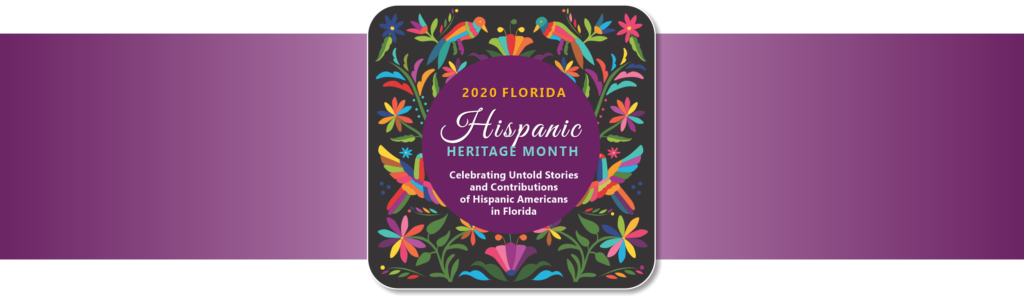 2020 FLORIDA
Hispanic
HERITAGE MONTH
Celebrating Untold Stories
and Contributions
of Hispanic Americans
in Florida